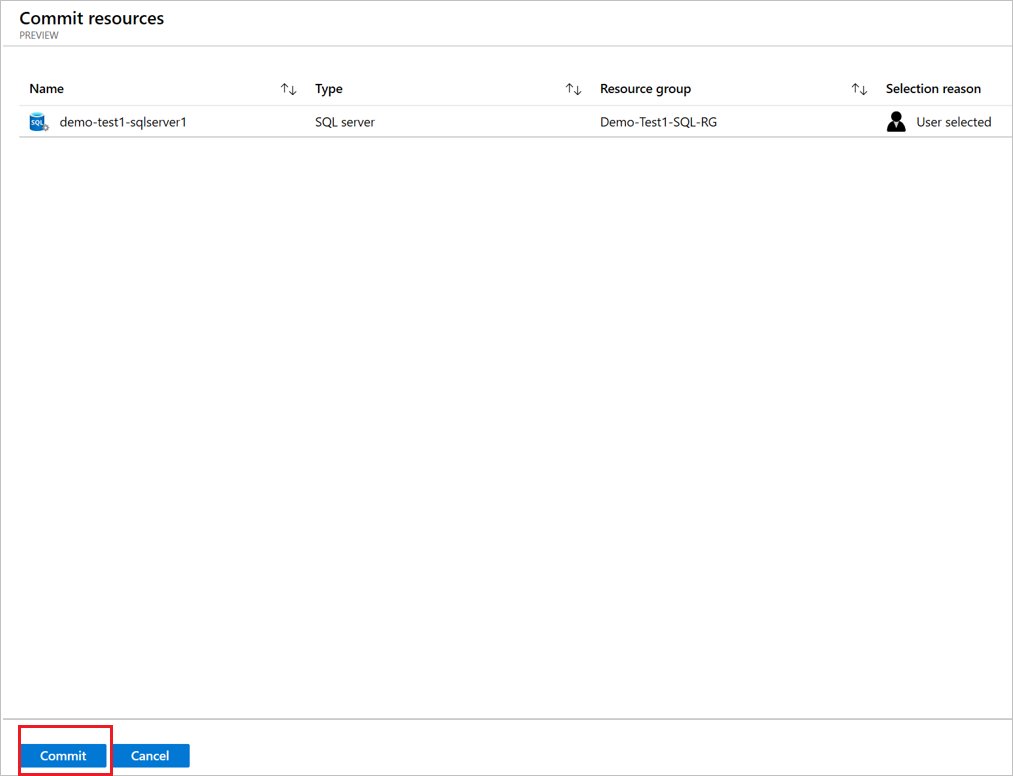 Commit resources
PREVIEW
Name Type Resource group Selection reason
SQL demo-test1-sqlserver1 SQL server Demo-Test1-SQL-RG User selected
Commit Cancel